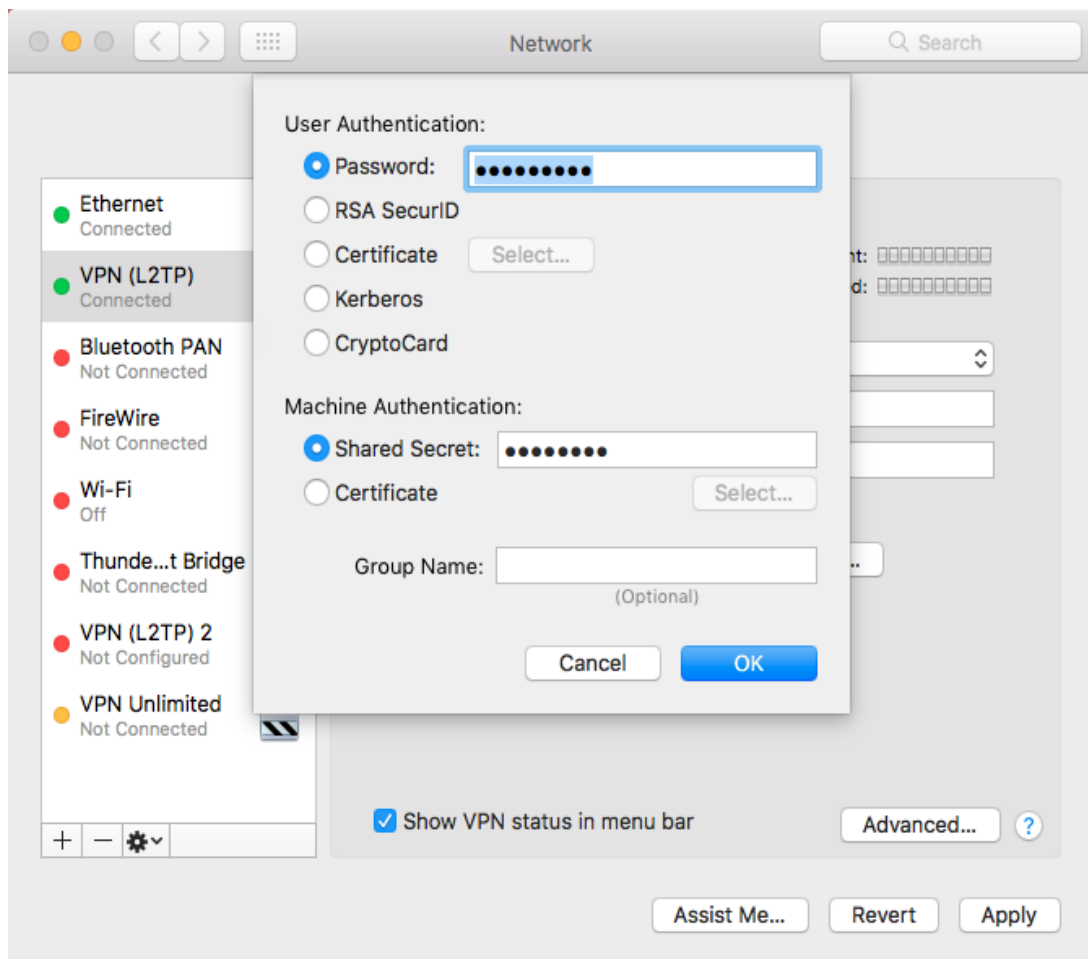 Network
Search
User Authentication:
Password: •••••••••
RSA SecurID
Certificate Select...
Kerberos
CryptoCard
Machine Authentication:
Shared Secret: ••••••••
Certificate Select...
Group Name:
(Optional)
Cancel OK
Ethernet
Connected
VPN (L2TP)
Connected
Bluetooth PAN
Not Connected
FireWire
Not Connected
Wi-Fi
Off
Thunde...t Bridge
Not Connected
VPN (L2TP) 2
Not Configured
VPN Unlimited
Not Connected
nt:
d:
..
Show VPN status in menu bar
Advanced... ?
Assist Me... Revert Apply